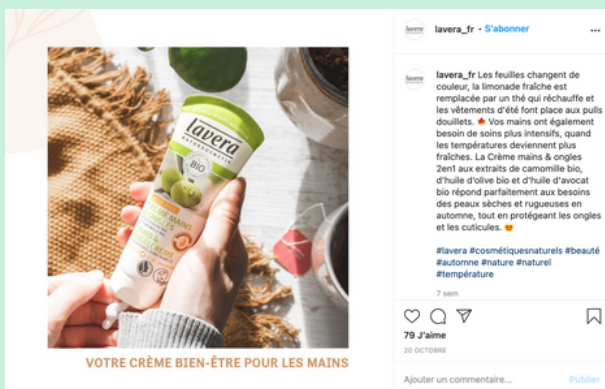 lavera
NATURKOSMETIK
BIO
CRÈME MAINS
VOTRE CRÈME BIEN-ÊTRE POUR LES MAINS
lavera
lavera_fr • S'abonner
...
lavera
lavera_fr Les feuilles changent de
couleur, la limonade fraîche est
remplacée par un thé qui réchauffe et
les vêtements d'été font place aux pulls
douillets. 🍁 Vos mains ont également
besoin de soins plus intensifs, quand
les températures deviennent plus
fraîches. La Crème mains & ongles
2en1 aux extraits de camomille bio,
d'huile d'olive bio et d'huile d'avocat
bio répond parfaitement aux besoins
des peaux sèches et rugueuses en
automne, tout en protégeant les ongles
et les cuticules. 😍
#lavera #cosmétiquesnaturels #beauté
#automne #nature #naturel
#température
7 sem
79 J'aime
20 OCTOBRE
Ajouter un commentaire...
Publier